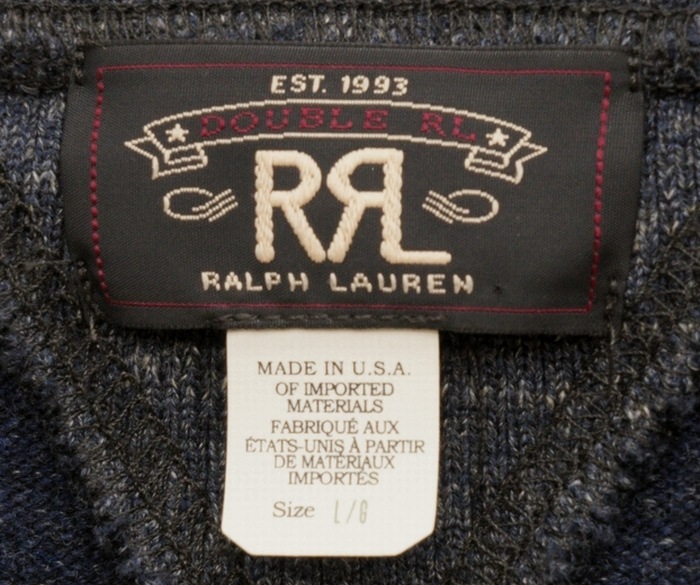 EST. 1993
DOUBLE RL
RRL
RALPH LAUREN
MADE IN U.S.A.
OF IMPORTED
MATERIALS
FABRIQUÉ AUX
ÉTATS-UNIS À PARTIR
DE MATÉRIAUX
IMPORTÉS
Size L/G